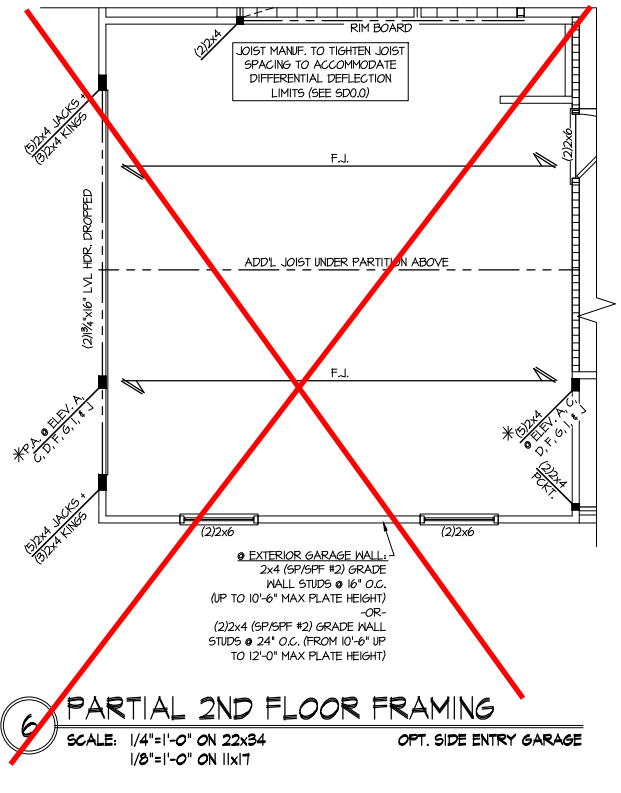 (2)2x4
RIM BOARD
JOIST MANUF. TO TIGHTEN JOIST
SPACING TO ACCOMMODATE
DIFFERENTIAL DEFLECTION
LIMITS (SEE SD0.0)
(5)2x4 JACKS +
(3)2x4 KINGS
(2)2x6
F.J.
(2)1¾"x16" LVL HDR. DROPPED
ADD'L JOIST UNDER PARTITION ABOVE
F.J.
*P.A. @ ELEV. A,
C, D, F, G, I, & J
*(5)2x4
@ ELEV. A, C,
D, F, G, I, & J
(2)2x4
PCKT.
(5)2x4 JACKS +
(3)2x4 KINGS
(2)2x6
(2)2x6
@ EXTERIOR GARAGE WALL:
2x4 (SP/SPF #2) GRADE
WALL STUDS @ 16" O.C.
(UP TO 10'-6" MAX PLATE HEIGHT)
-OR-
(2)2x4 (SP/SPF #2) GRADE WALL
STUDS @ 24" O.C. (FROM 10'-6" UP
TO 12'-0" MAX PLATE HEIGHT)
6
PARTIAL 2ND FLOOR FRAMING
SCALE: 1/4"=1'-0" ON 22x34
OPT. SIDE ENTRY GARAGE
1/8"=1'-0" ON 11x17